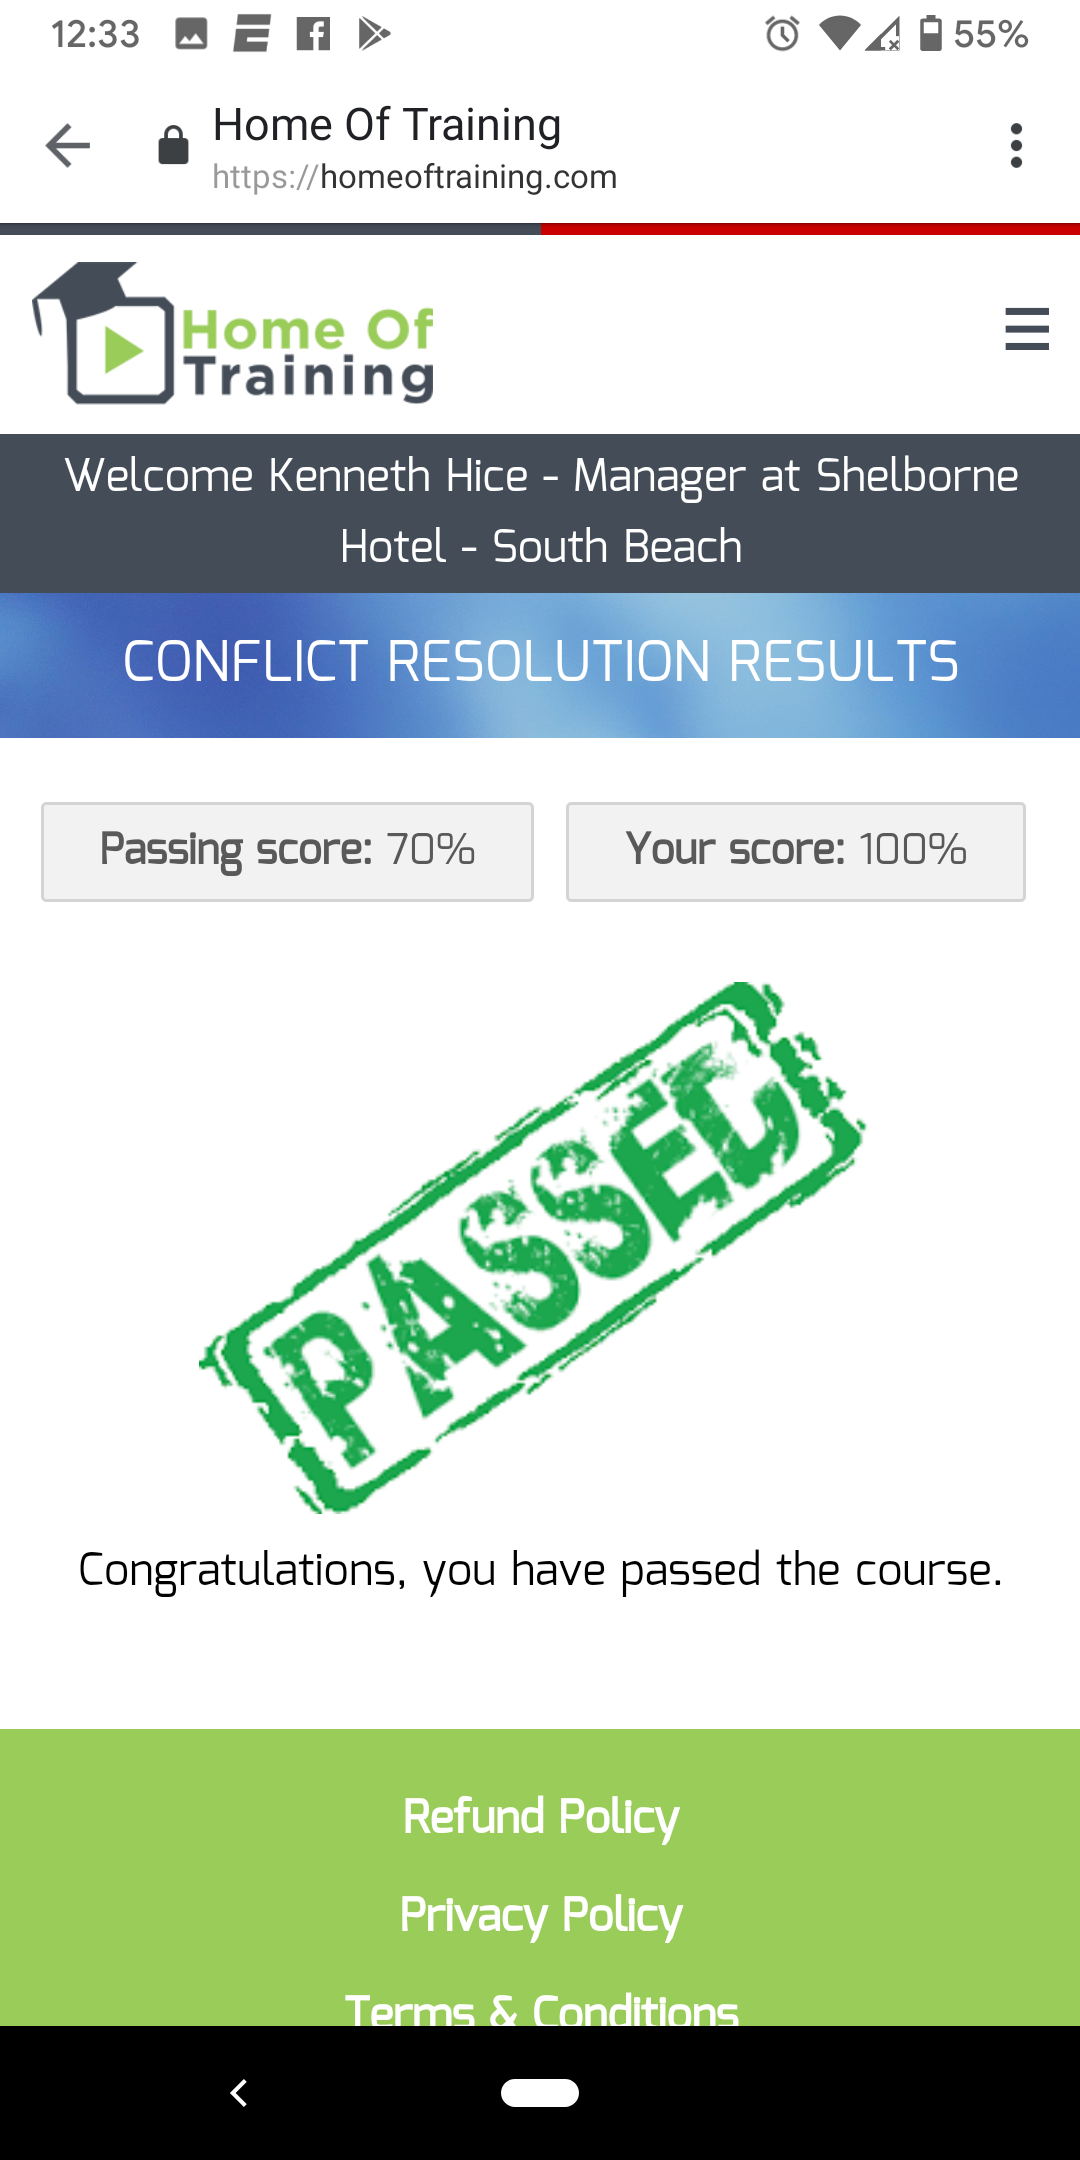 12:33
55%
Home Of Training
https://homeoftraining.com
Home Of
Training
Welcome Kenneth Hice - Manager at Shelborne
Hotel - South Beach
CONFLICT RESOLUTION RESULTS
Passing score: 70%
Your score: 100%
PASSED
Congratulations, you have passed the course.
Refund Policy
Privacy Policy
Terms & Conditions